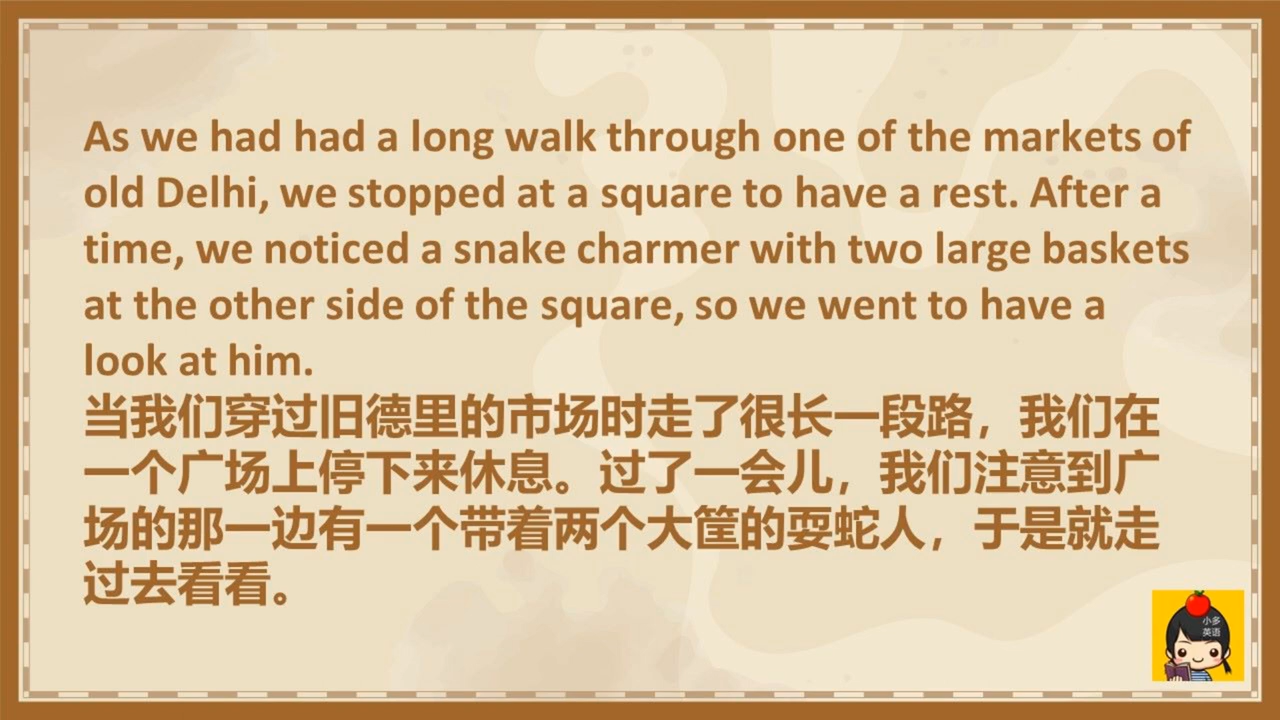 As we had had a long walk through one of the markets of
old Delhi, we stopped at a square to have a rest. After a
time, we noticed a snake charmer with two large baskets
at the other side of the square, so we went to have a
look at him.
当我们穿过旧德里的市场时走了很长一段路，我们在
一个广场上停下来休息。过了一会儿，我们注意到广
场的那一边有一个带着两个大筐的耍蛇人，于是就走
过去看看。
小多
英语